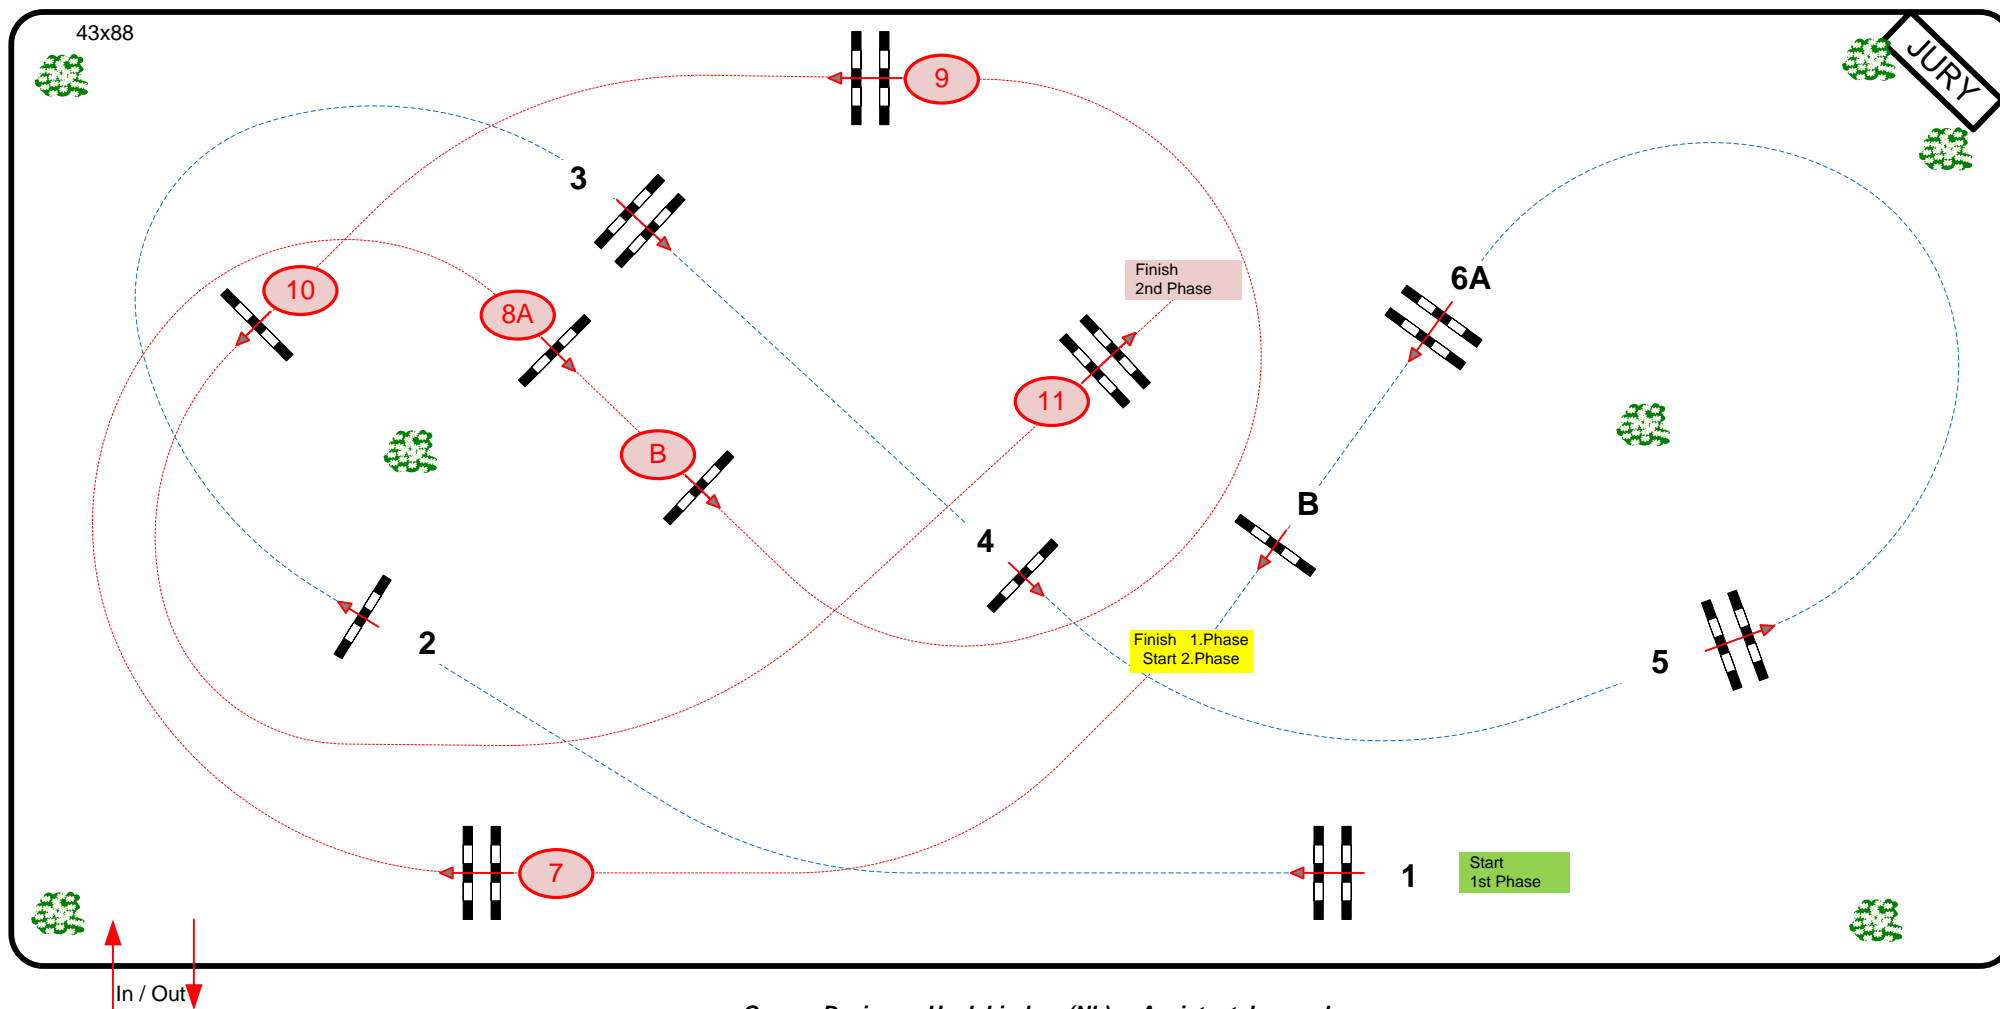 43x88
JURY
9
3
6A
Finish
2nd Phase
10
8A
11
B
B
4
2
Finish 1.Phase
Start 2.Phase
5
7
1
Start
1st Phase
In / Out